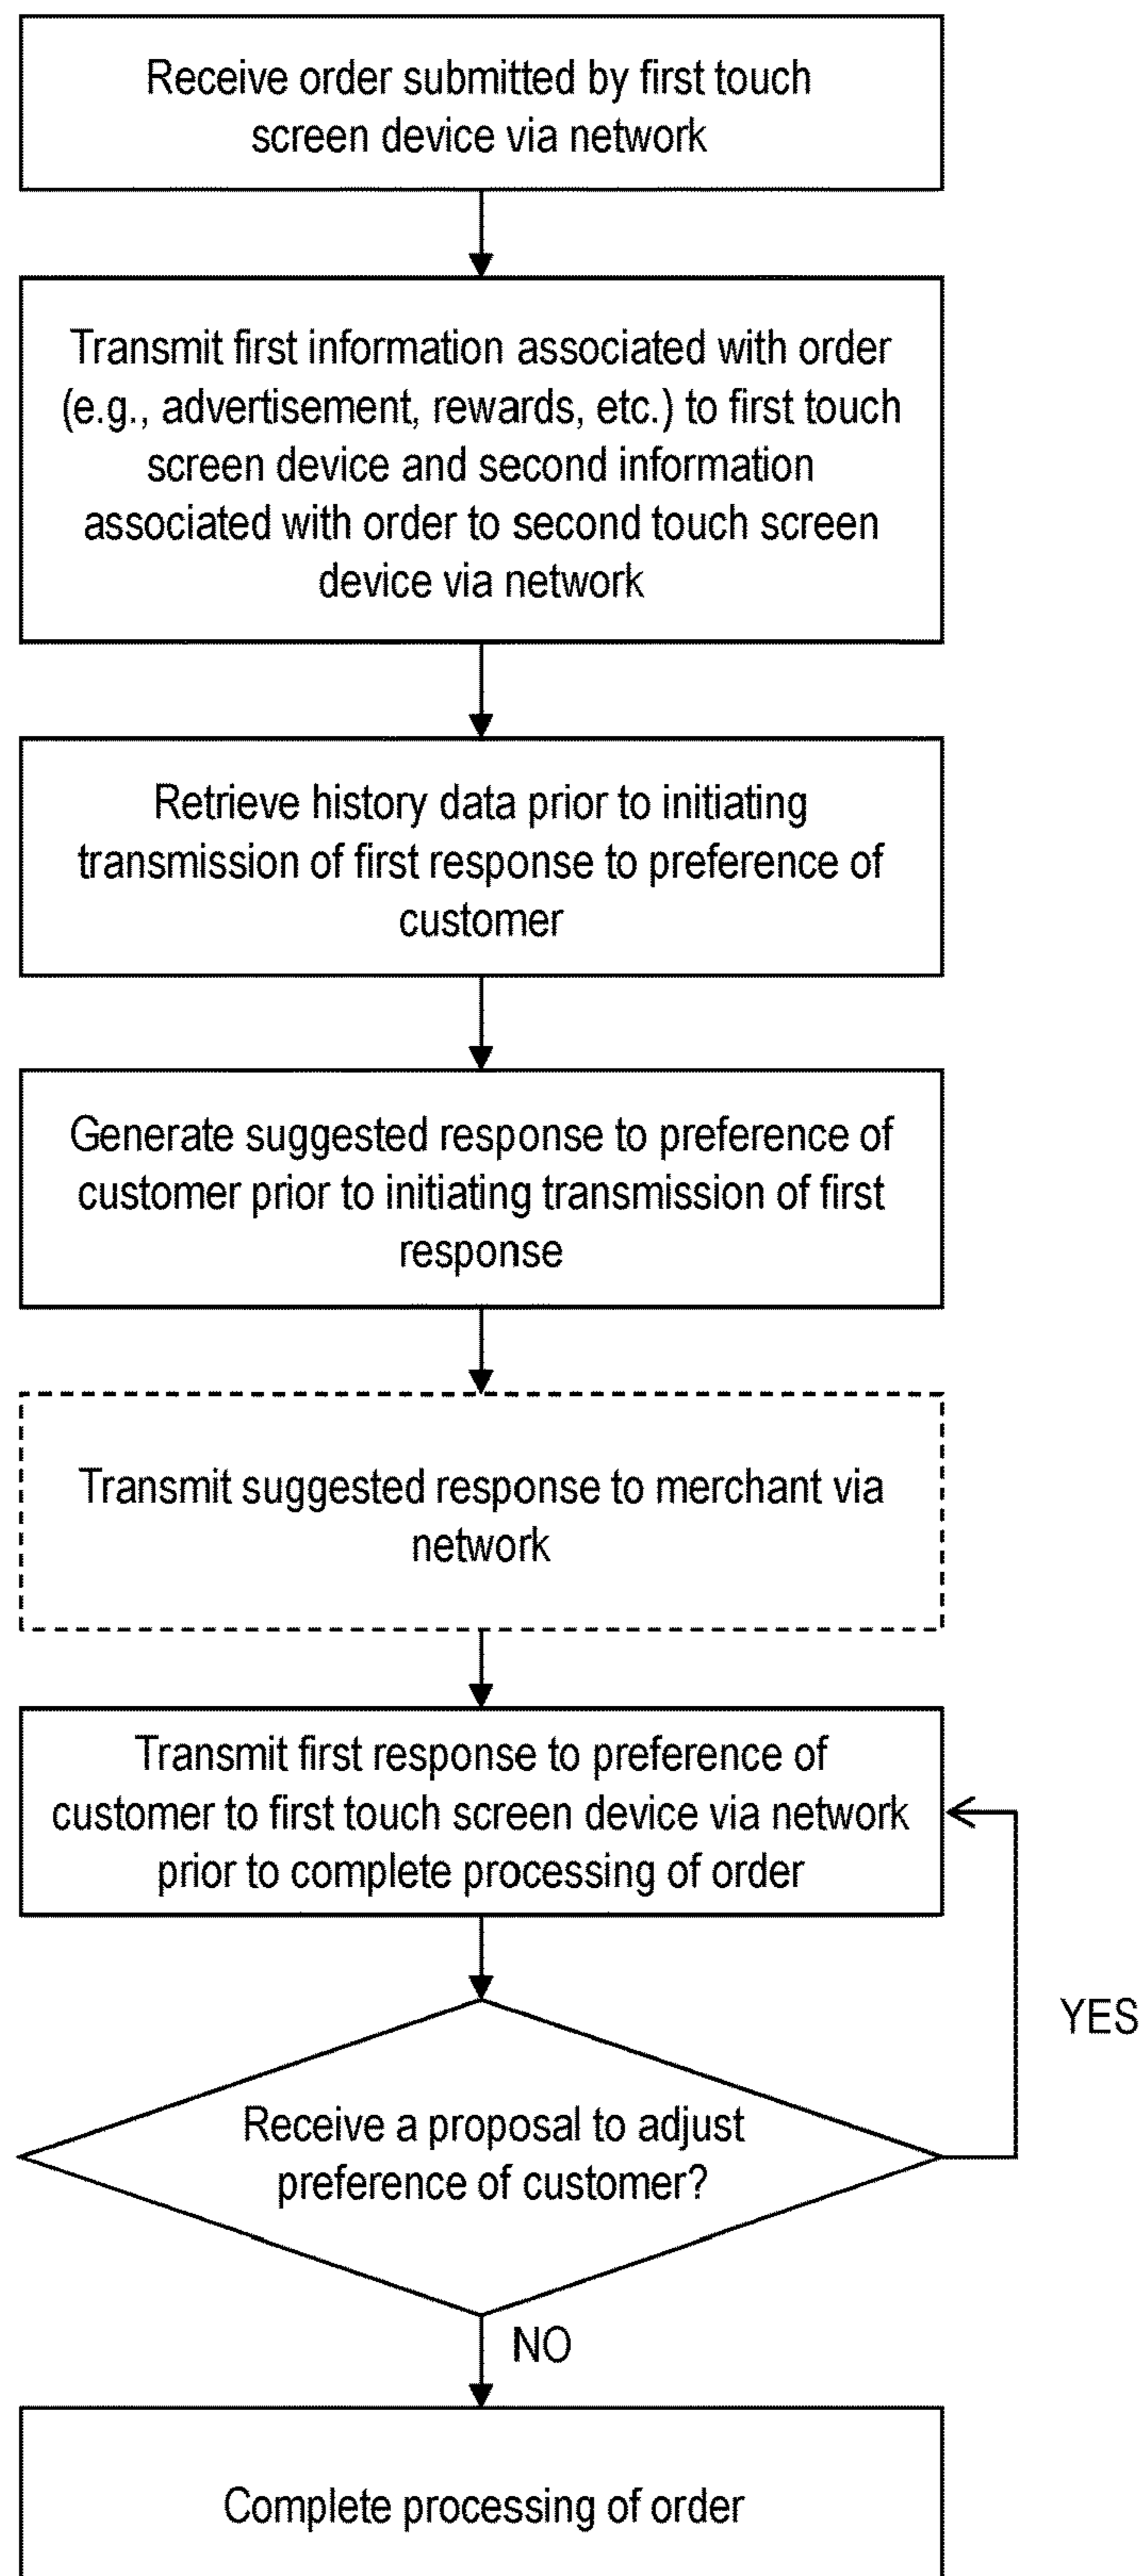 Receive order submitted by first touch
screen device via network
Transmit first information associated with order
(e.g., advertisement, rewards, etc.) to first touch
screen device and second information
associated with order to second touch screen
device via network
Retrieve history data prior to initiating
transmission of first response to preference of
customer
Generate suggested response to preference of
customer prior to initiating transmission of first
response
Transmit suggested response to merchant via
network
Transmit first response to preference of
customer to first touch screen device via network
prior to complete processing of order
YES
Receive a proposal to adjust
preference of customer?
NO
Complete processing of order